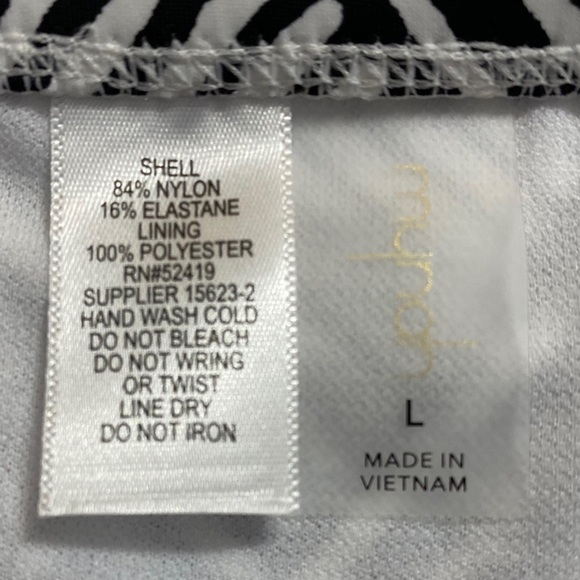 SHELL
84% NYLON
16% ELASTANE
LINING
100% POLYESTER
RN#52419
SUPPLIER 15623-2
HAND WASH COLD
DO NOT BLEACH
DO NOT WRING
OR TWIST
LINE DRY
DO NOT IRON
L
MADE IN
VIETNAM